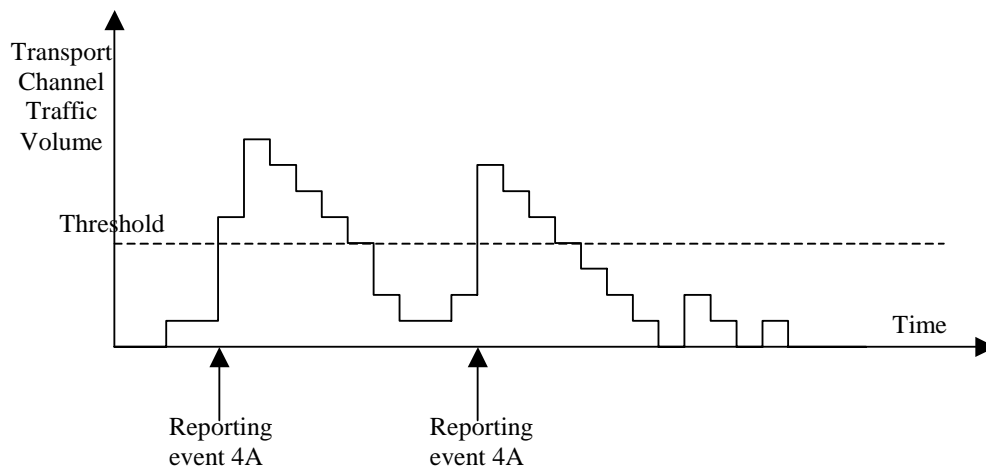 Transport
Channel
Traffic
Volume
Threshold
Time
Reporting
event 4A
Reporting
event 4A